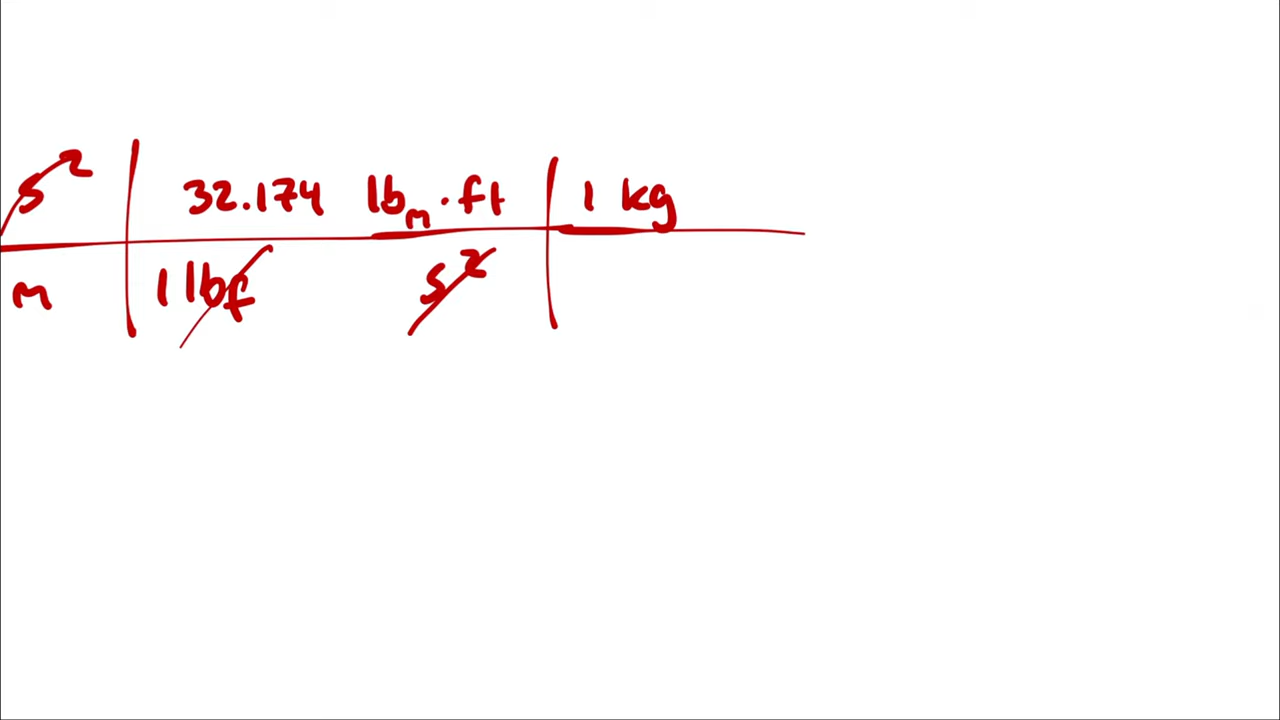 s² 32.174 lbₘ·ft 1 kg
m 1 lbf s²